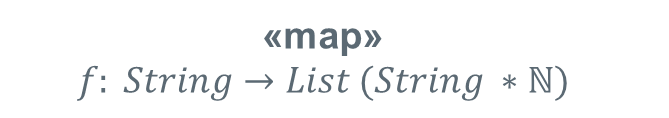 «map»
f: String → List (String * ℕ)